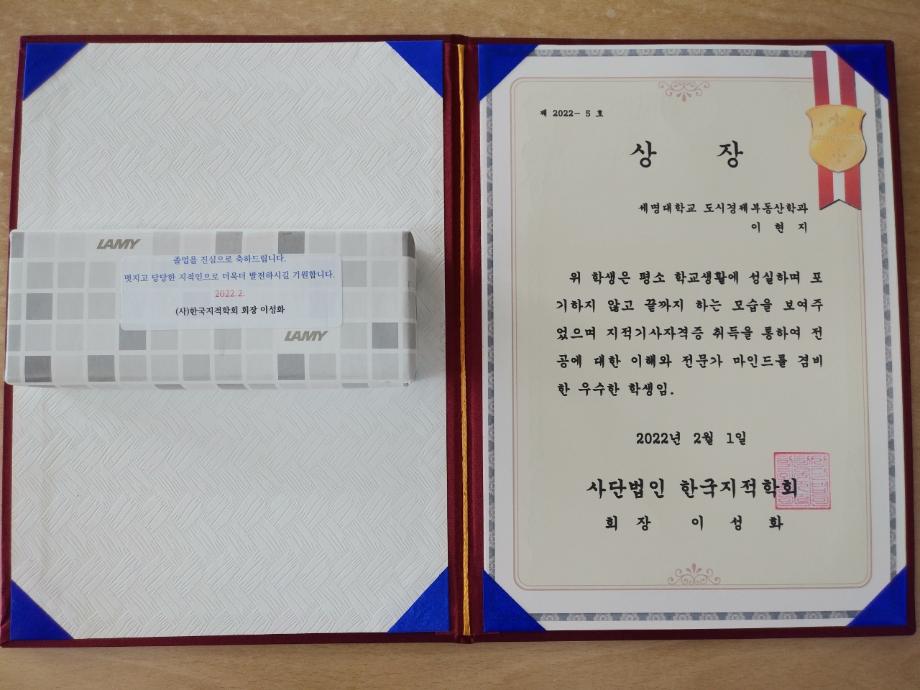 LAMY
졸업을 진심으로 축하드립니다.
멋지고 당당한 지적인으로 더욱더 발전하시길 기원합니다.
2022.2.
(사)한국지적학회 회장 이성화
LAMY
제 2022- 5 호
상 장
세명대학교 도시경제부동산학과
이 현 지
위 학생은 평소 학교생활에 성실하며 포
기하지 않고 끝까지 하는 모습을 보여주
었으며 지적기사자격증 취득을 통하여 전
공에 대한 이해와 전문가 마인드를 겸비
한 우수한 학생임.
2022년 2월 1일
사단법인 한국지적학회
회 장 이 성 화